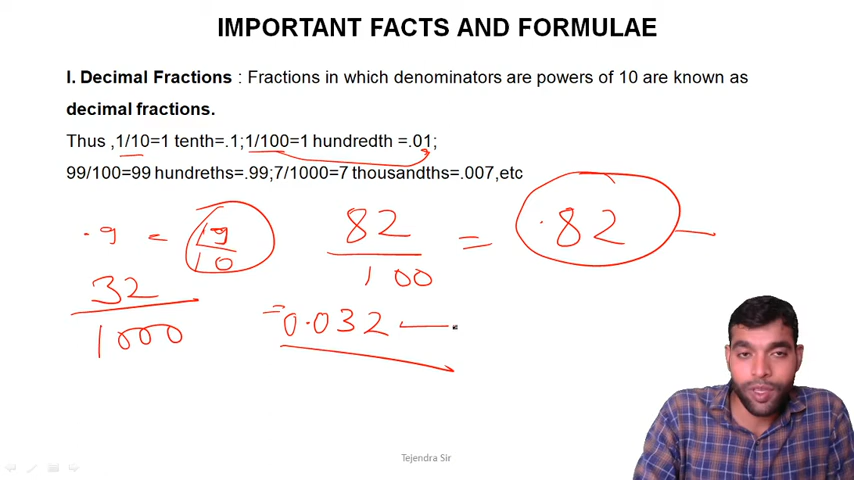 IMPORTANT FACTS AND FORMULAE
I. Decimal Fractions : Fractions in which denominators are powers of 10 are known as
decimal fractions.
Thus ,1/10=1 tenth=.1;1/100=1 hundredth =.01;
99/100=99 hundreths=.99;7/1000=7 thousandths=.007,etc
.9 = 9/10
82/100 = .82
32/1000 = 0.032
Tejendra Sir